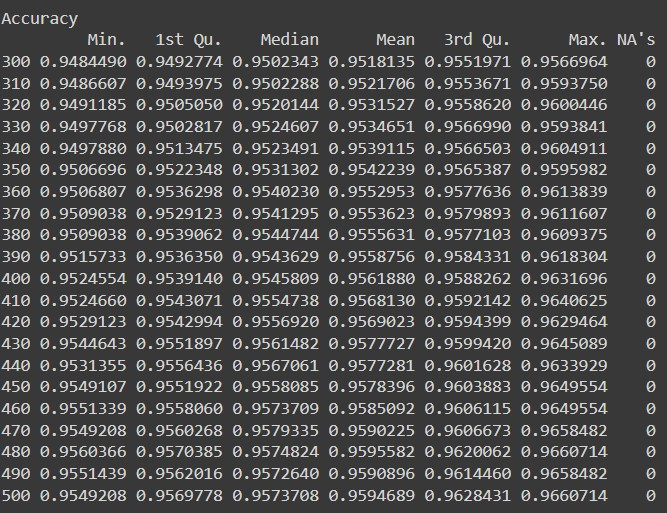 Accuracy
Min. 1st Qu. Median Mean 3rd Qu. Max. NA's
300 0.9484490 0.9492774 0.9502343 0.9518135 0.9551971 0.9566964 0
310 0.9486607 0.9493975 0.9502288 0.9521706 0.9553671 0.9593750 0
320 0.9491185 0.9505050 0.9520144 0.9531527 0.9558620 0.9600446 0
330 0.9497768 0.9502817 0.9524607 0.9534651 0.9566990 0.9593841 0
340 0.9497880 0.9513475 0.9523491 0.9539115 0.9566503 0.9604911 0
350 0.9506696 0.9522348 0.9531302 0.9542239 0.9565387 0.9595982 0
360 0.9506807 0.9536298 0.9540230 0.9552953 0.9577636 0.9613839 0
370 0.9509038 0.9529123 0.9541295 0.9553623 0.9579893 0.9611607 0
380 0.9509038 0.9539062 0.9544744 0.9555631 0.9577103 0.9609375 0
390 0.9515733 0.9536350 0.9543629 0.9558756 0.9584331 0.9618304 0
400 0.9524554 0.9539140 0.9545809 0.9561880 0.9588262 0.9631696 0
410 0.9524660 0.9543071 0.9554738 0.9568130 0.9592142 0.9640625 0
420 0.9529123 0.9542994 0.9556920 0.9569023 0.9594399 0.9629464 0
430 0.9544643 0.9551897 0.9561482 0.9577727 0.9599420 0.9645089 0
440 0.9531355 0.9556436 0.9567061 0.9577281 0.9601628 0.9633929 0
450 0.9549107 0.9551922 0.9558085 0.9578396 0.9603883 0.9649554 0
460 0.9551339 0.9558060 0.9573709 0.9585092 0.9606115 0.9649554 0
470 0.9549208 0.9560268 0.9579335 0.9590225 0.9606673 0.9658482 0
480 0.9560366 0.9570385 0.9574824 0.9595582 0.9620062 0.9660714 0
490 0.9551439 0.9562016 0.9572640 0.9590896 0.9614460 0.9658482 0
500 0.9549208 0.9569778 0.9573708 0.9594689 0.9628431 0.9660714 0